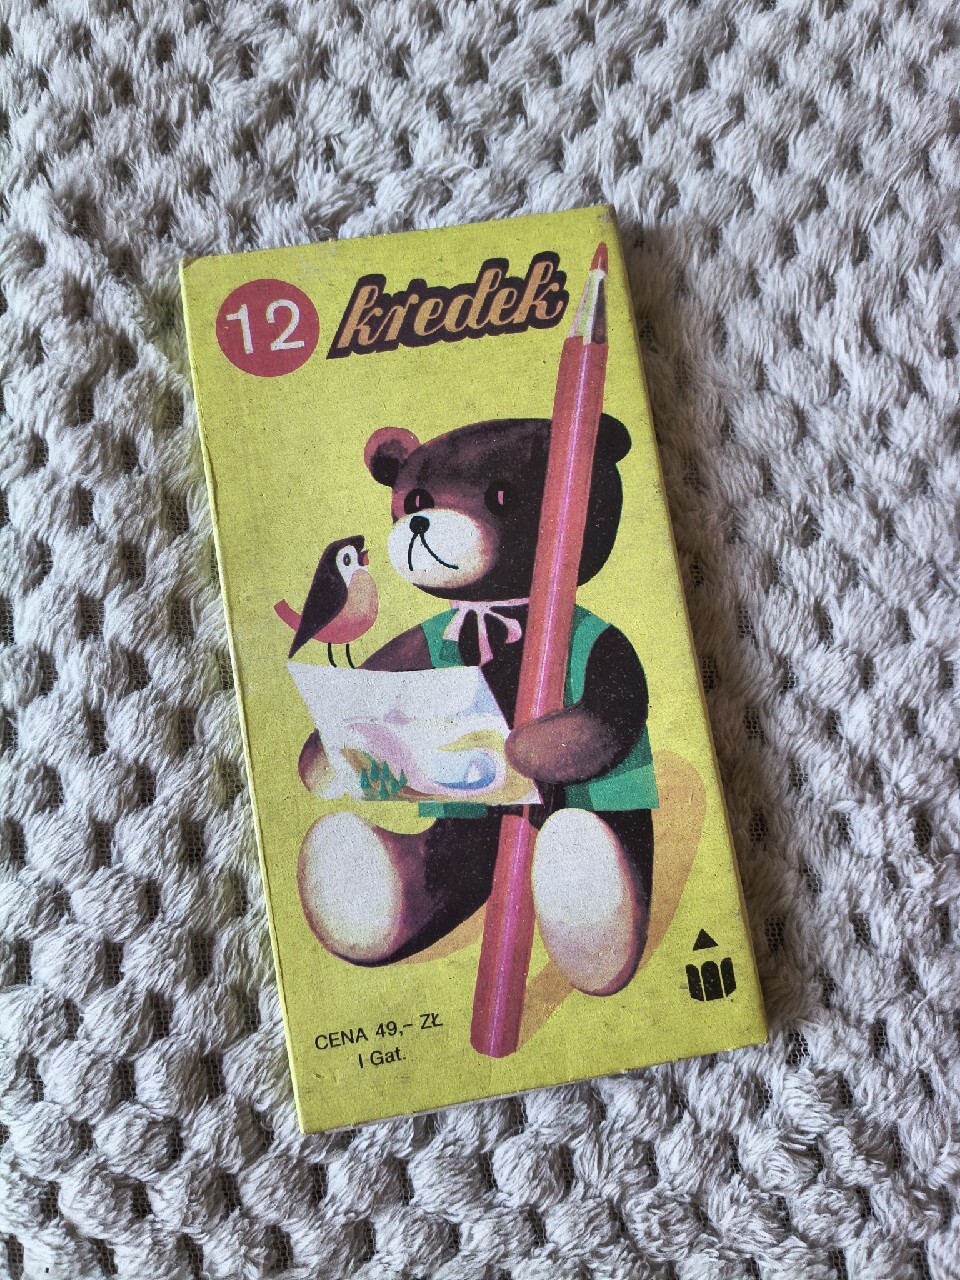 12 kredek
CENA 49,- ZŁ
I Gat.